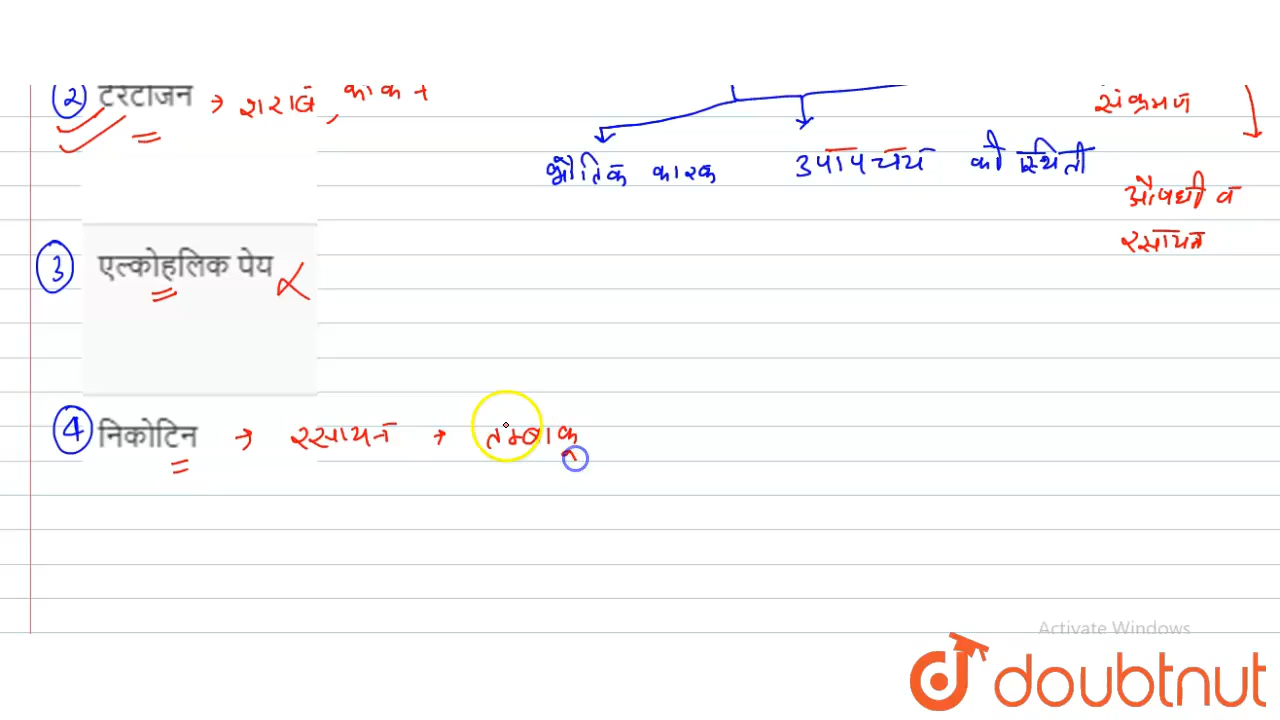 ② टेरेटोजन → शराब, कोकेन
संक्रमण
भौतिक कारक उपापचय की स्थिती
औषधी व
रसायन
③ एल्कोहलिक पेय
④ निकोटिन → रसायन → तम्बाकू
Activate Windows
doubtnut